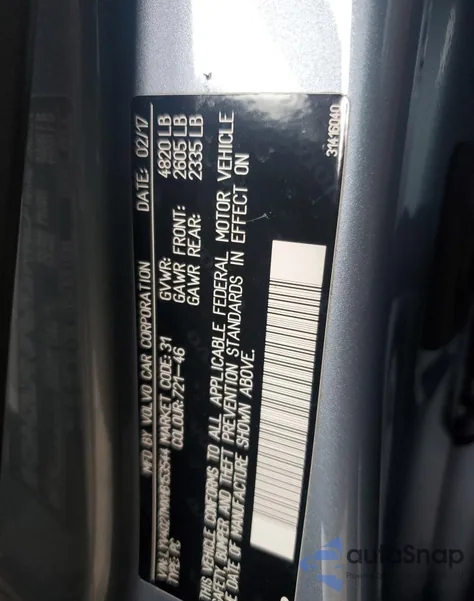 MFD BY VOLVO CAR CORPORATION DATE: 02/17
GVWR: 4820 LB
MARKET CODE: 31 GAWR FRONT: 2605 LB
TYPE: PC COLOUR: 721-46 GAWR REAR: 2335 LB
THIS VEHICLE CONFORMS TO ALL APPLICABLE FEDERAL MOTOR VEHICLE
SAFETY, BUMPER AND THEFT PREVENTION STANDARDS IN EFFECT ON
THE DATE OF MANUFACTURE SHOWN ABOVE.
31416040
autoSnap